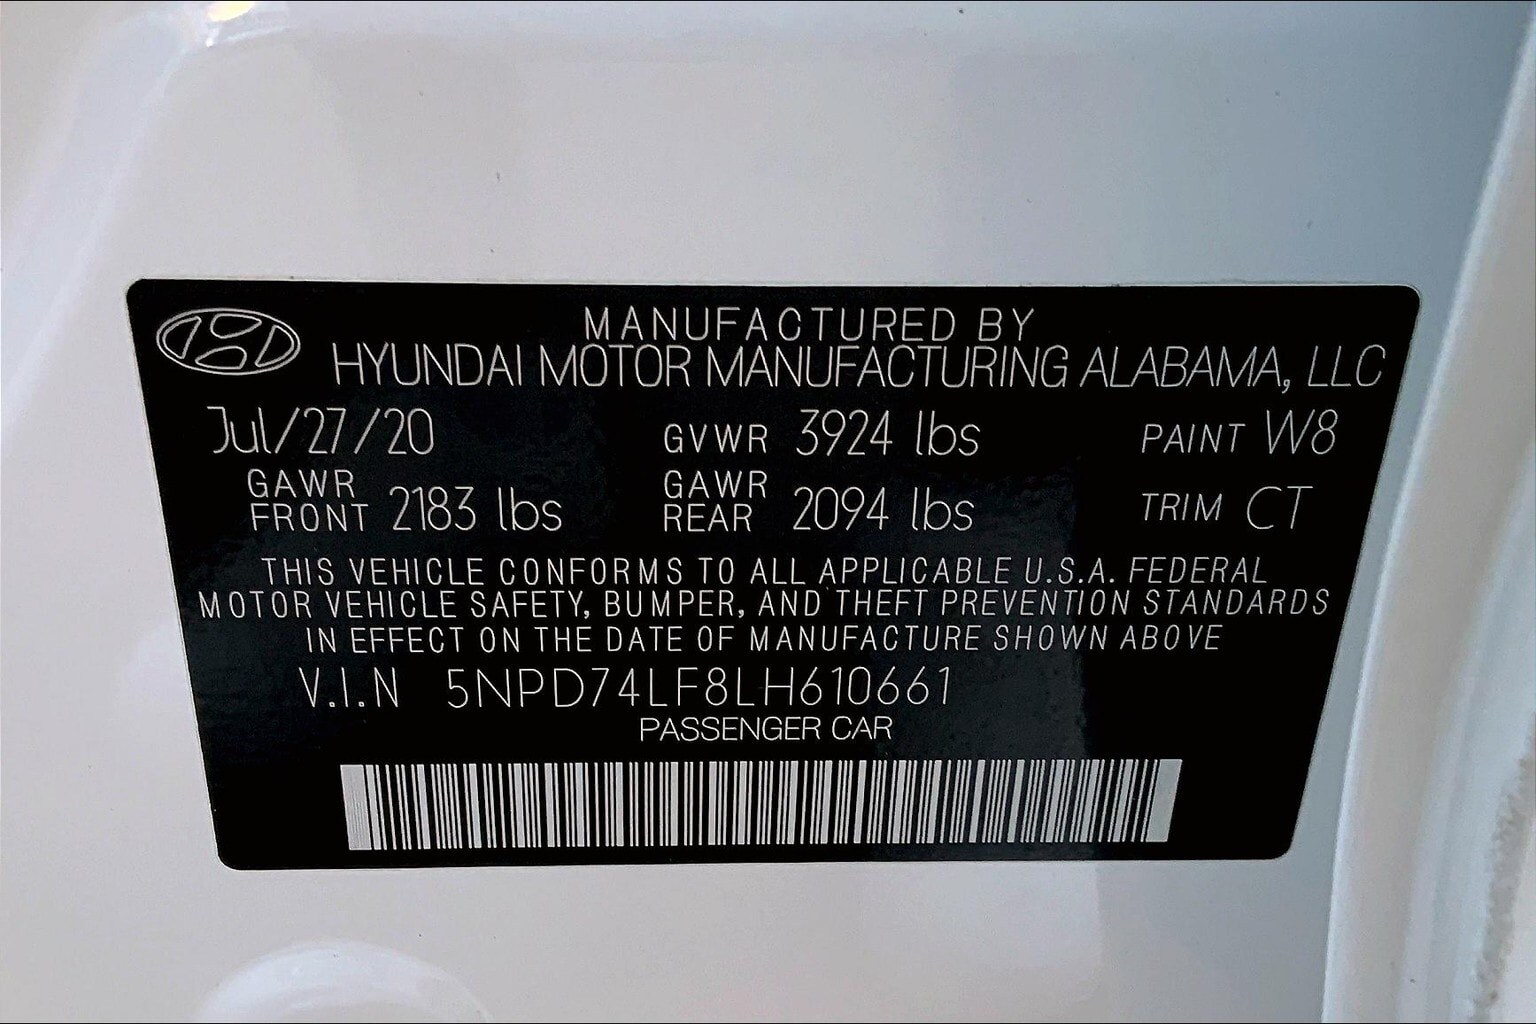 MANUFACTURED BY
HYUNDAI MOTOR MANUFACTURING ALABAMA, LLC
Jul/27/20 GVWR 3924 lbs PAINT W8
GAWR FRONT 2183 lbs GAWR REAR 2094 lbs TRIM CT
THIS VEHICLE CONFORMS TO ALL APPLICABLE U.S.A. FEDERAL
MOTOR VEHICLE SAFETY, BUMPER, AND THEFT PREVENTION STANDARDS
IN EFFECT ON THE DATE OF MANUFACTURE SHOWN ABOVE
V.I.N 5NPD74LF8LH610661
PASSENGER CAR